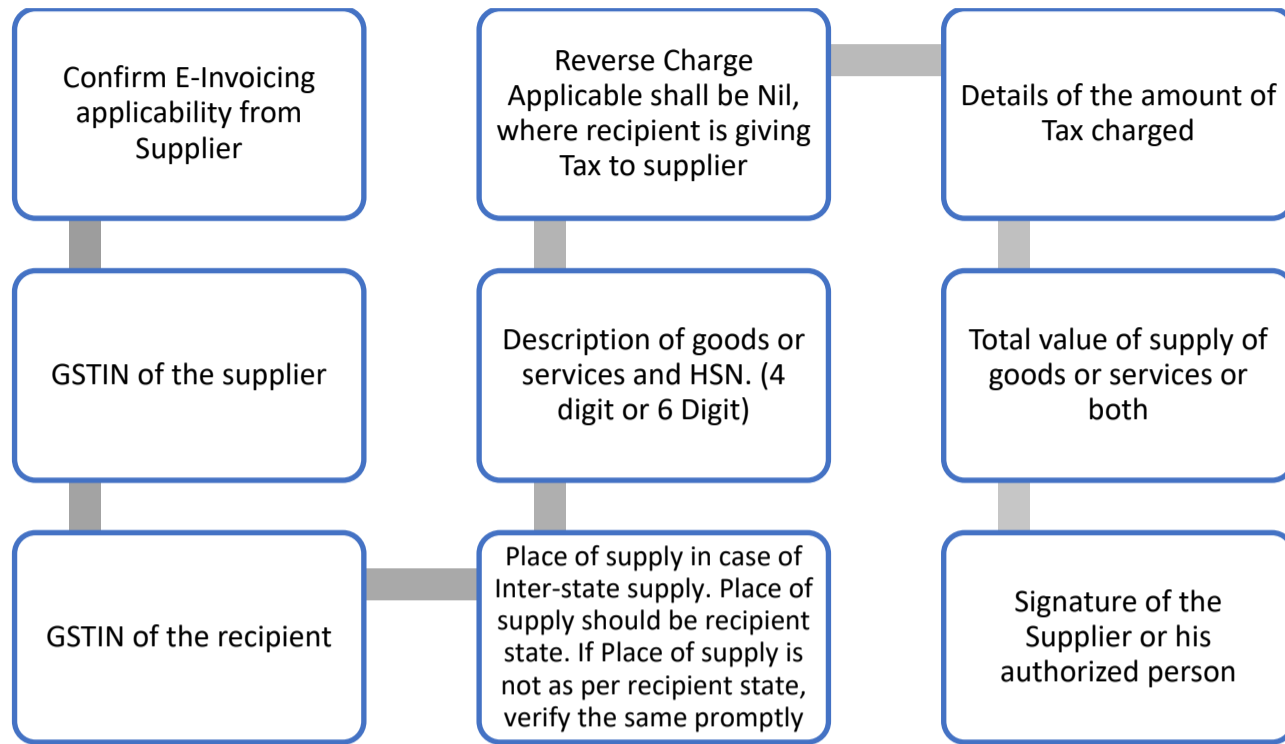 Confirm E-Invoicing
applicability from
Supplier
GSTIN of the supplier
GSTIN of the recipient
Place of supply in case of
Inter-state supply. Place of
supply should be recipient
state. If Place of supply is
not as per recipient state,
verify the same promptly
Description of goods or
services and HSN. (4
digit or 6 Digit)
Reverse Charge
Applicable shall be Nil,
where recipient is giving
Tax to supplier
Details of the amount of
Tax charged
Total value of supply of
goods or services or
both
Signature of the
Supplier or his
authorized person